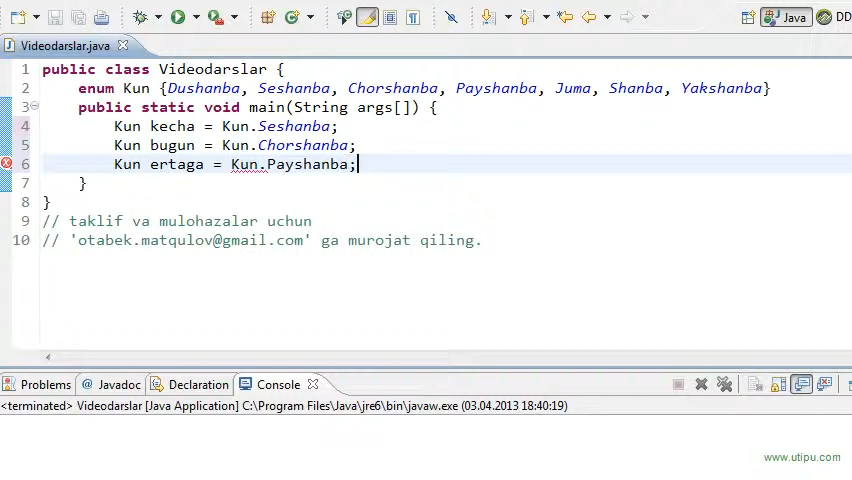 Java
DD
Videodarslar.java
1 public class Videodarslar {
2 enum Kun {Dushanba, Seshanba, Chorshanba, Payshanba, Juma, Shanba, Yakshanba}
3 public static void main(String args[]) {
4 Kun kecha = Kun.Seshanba;
5 Kun bugun = Kun.Chorshanba;
6 Kun ertaga = Kun.Payshanba;
7 }
8 }
9 // taklif va mulohazalar uchun
10 // 'otabek.matqulov@gmail.com' ga murojat qiling.
Problems @ Javadoc Declaration Console
<terminated> Videodarslar [Java Application] C:\Program Files\Java\jre6\bin\javaw.exe (03.04.2013 18:40:19)
www.utipu.com